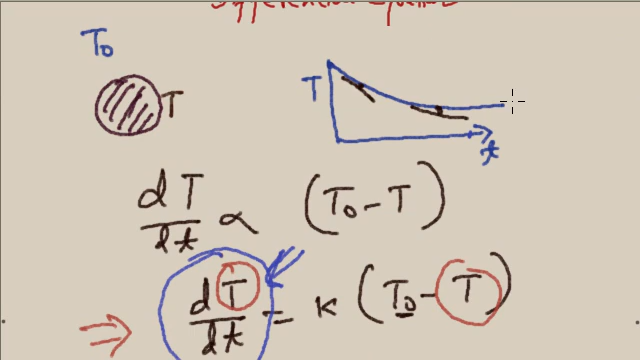 T₀
T
T
t
dT/dt ∝ (T₀ - T)
dT/dt = K (T₀ - T)